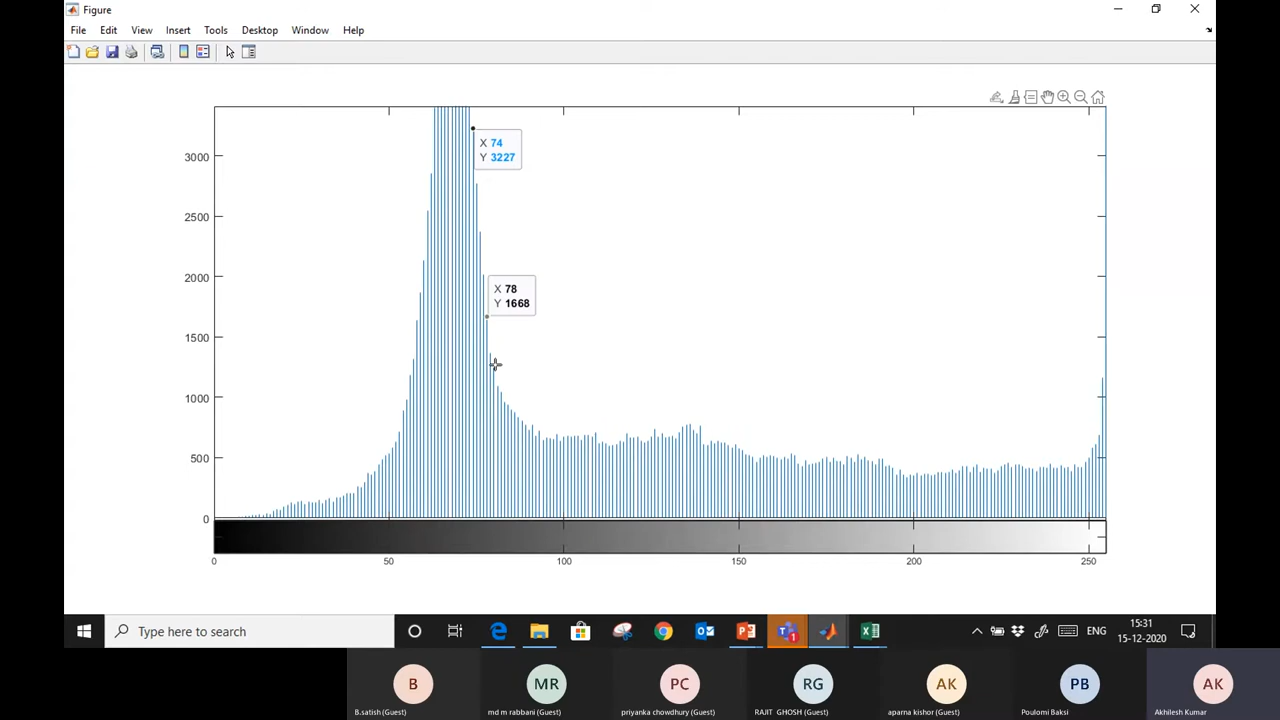 Figure
File Edit View Insert Tools Desktop Window Help
X 74
Y 3227
X 78
Y 1668
3000
2500
2000
1500
1000
500
0
0 50 100 150 200 250
Type here to search
1
ENG
15:31
15-12-2020
B MR PC RG AK PB AK
B.satish (Guest) md m rabbani (Guest) priyanka chowdhury (Guest) RAJIT GHOSH (Guest) aparna kishor (Guest) Poulomi Baksi Akhilesh Kumar